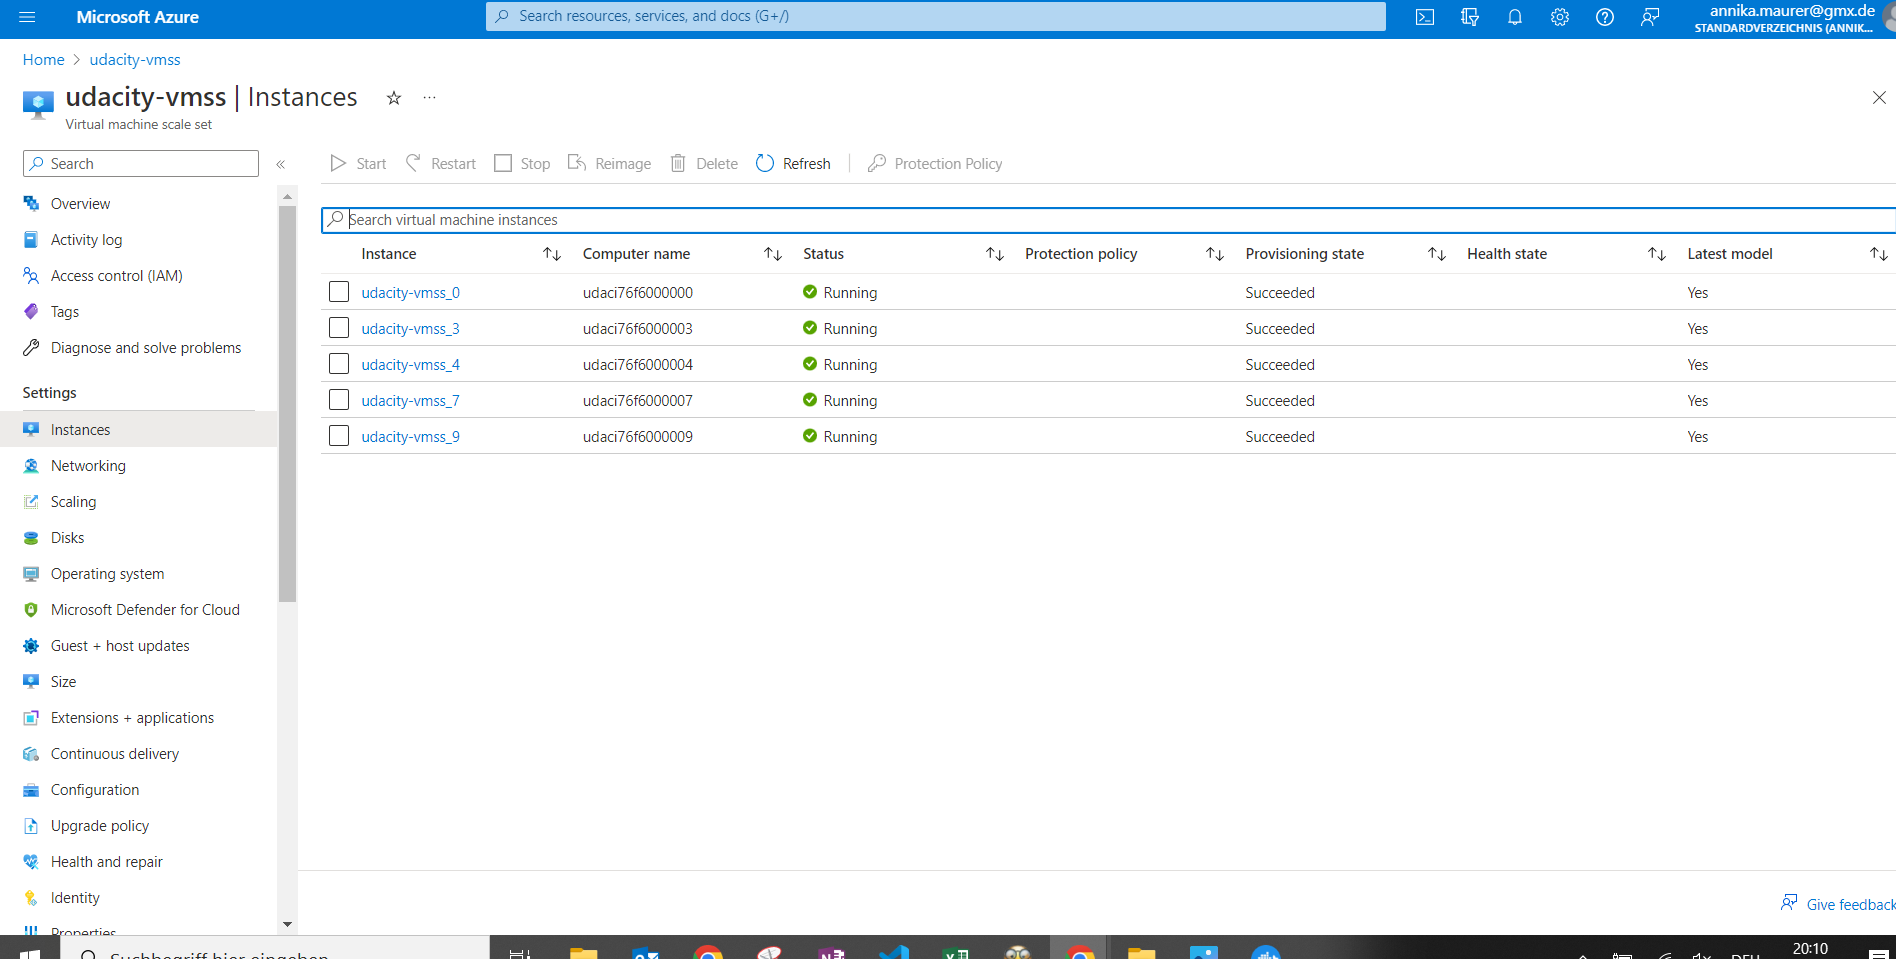 Microsoft Azure
Search resources, services, and docs (G+/)
annika.maurer@gmx.de
STANDARDVERZEICHNIS (ANNIK...
Home > udacity-vmss
udacity-vmss | Instances
Virtual machine scale set
Search
Start Restart Stop Reimage Delete Refresh Protection Policy
Search virtual machine instances
Instance Computer name Status Protection policy Provisioning state Health state Latest model
udacity-vmss_0 udaci76f6000000 Running Succeeded Yes
udacity-vmss_3 udaci76f6000003 Running Succeeded Yes
udacity-vmss_4 udaci76f6000004 Running Succeeded Yes
udacity-vmss_7 udaci76f6000007 Running Succeeded Yes
udacity-vmss_9 udaci76f6000009 Running Succeeded Yes
Overview
Activity log
Access control (IAM)
Tags
Diagnose and solve problems
Settings
Instances
Networking
Scaling
Disks
Operating system
Microsoft Defender for Cloud
Guest + host updates
Size
Extensions + applications
Continuous delivery
Configuration
Upgrade policy
Health and repair
Identity
Properties
Give feedback
Suchbegriff hier eingeben
DEU
20:10